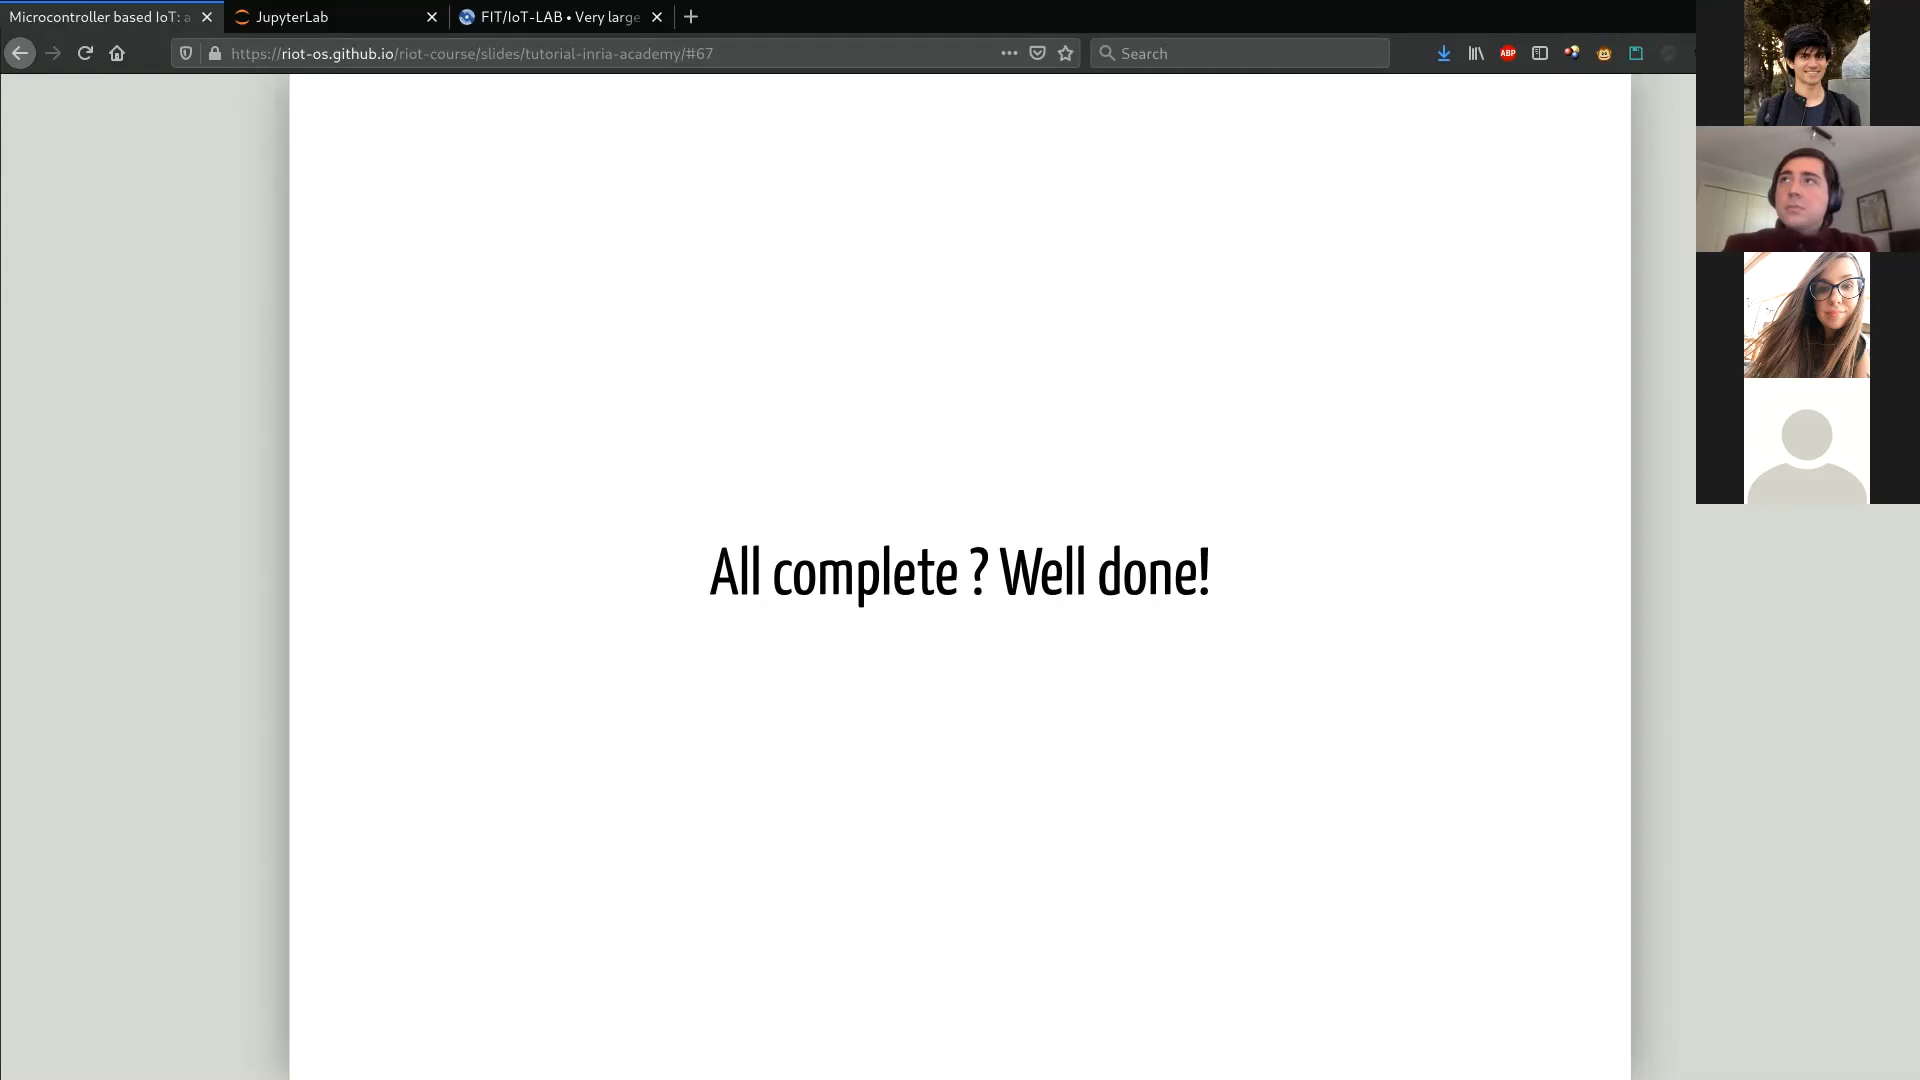 Microcontroller based IoT: a
JupyterLab
FIT/IoT-LAB • Very large
https://riot-os.github.io/riot-course/slides/tutorial-inria-academy/#67
Search
ABP
All complete ? Well done!